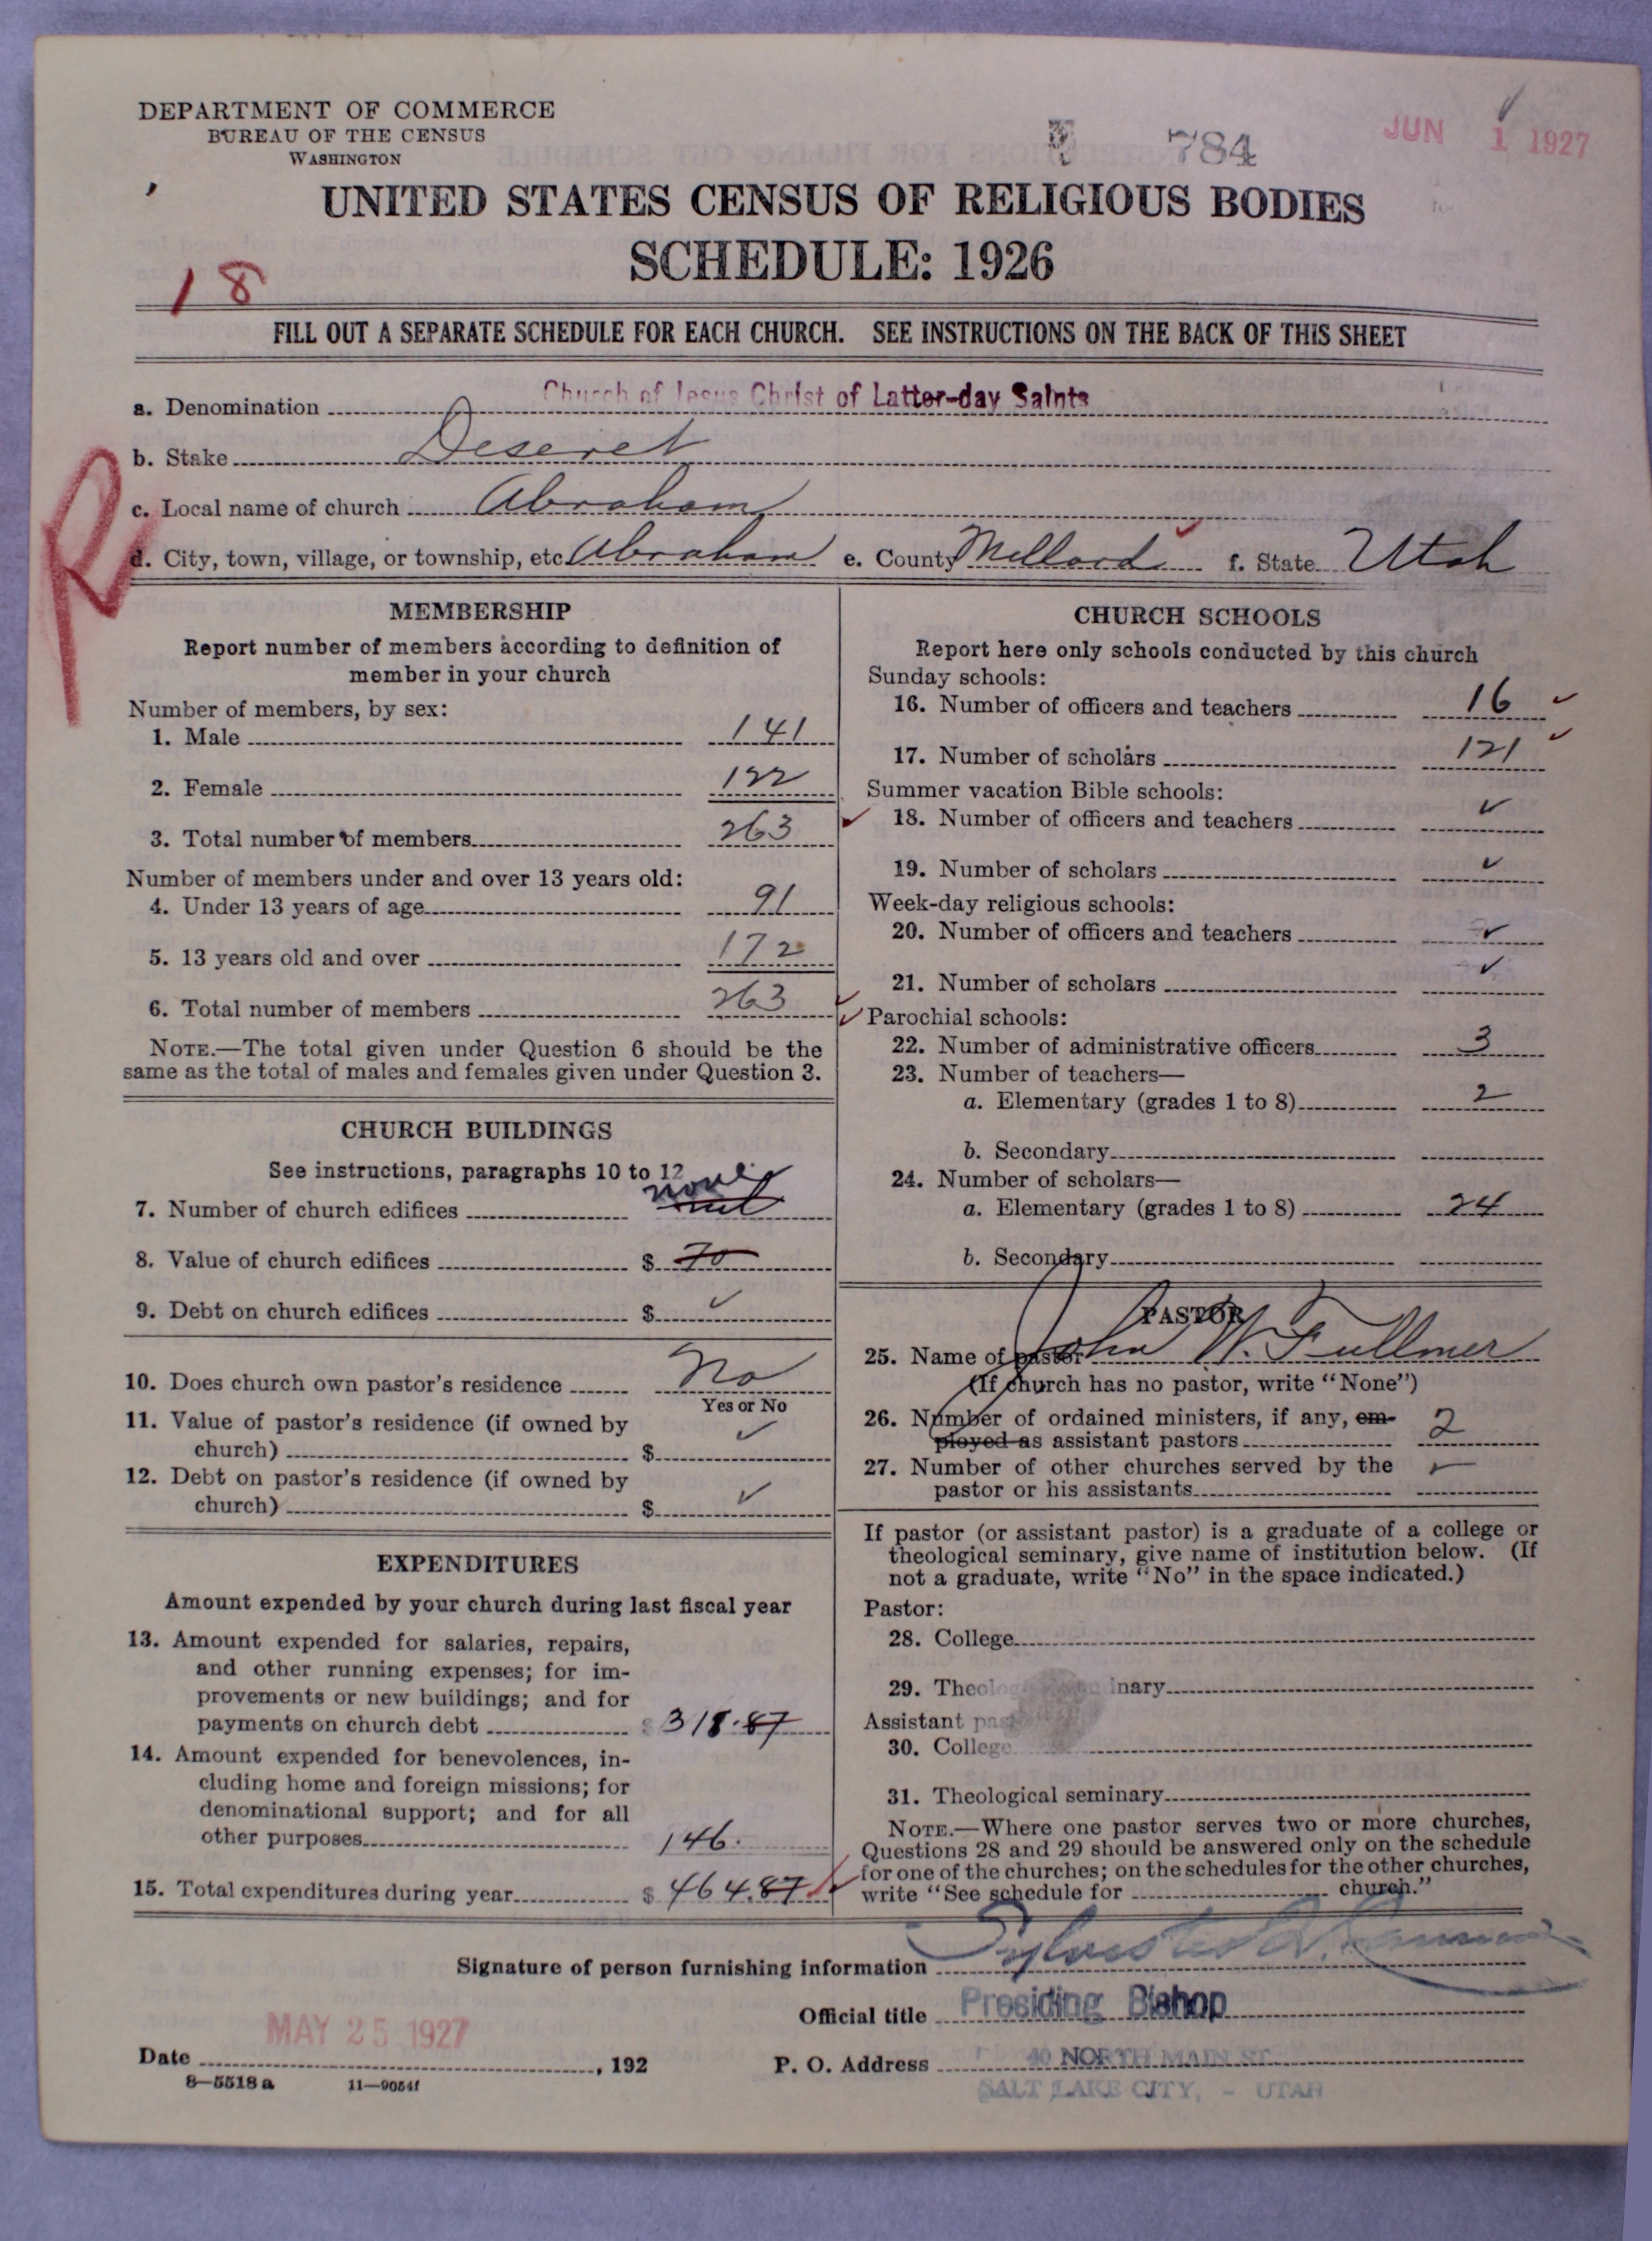 DEPARTMENT OF COMMERCE
BUREAU OF THE CENSUS
WASHINGTON
784
JUN 1 1927
UNITED STATES CENSUS OF RELIGIOUS BODIES
SCHEDULE: 1926
18
FILL OUT A SEPARATE SCHEDULE FOR EACH CHURCH. SEE INSTRUCTIONS ON THE BACK OF THIS SHEET
a. Denomination Church of Jesus Christ of Latter-day Saints
b. Stake Deseret
c. Local name of church Abraham
d. City, town, village, or township, etc. Abraham e. County Millard f. State Utah
R
MEMBERSHIP
Report number of members according to definition of
member in your church
Number of members, by sex:
1. Male 141
2. Female 122
3. Total number of members 263
Number of members under and over 13 years old:
4. Under 13 years of age 91
5. 13 years old and over 172
6. Total number of members 263
NOTE.—The total given under Question 6 should be the
same as the total of males and females given under Question 3.
CHURCH BUILDINGS
See instructions, paragraphs 10 to 12
7. Number of church edifices none
8. Value of church edifices $ 70
9. Debt on church edifices $ ✓
10. Does church own pastor's residence No
Yes or No
11. Value of pastor's residence (if owned by
church) $ ✓
12. Debt on pastor's residence (if owned by
church) $ ✓
EXPENDITURES
Amount expended by your church during last fiscal year
13. Amount expended for salaries, repairs,
and other running expenses; for im-
provements or new buildings; and for
payments on church debt $ 318.87
14. Amount expended for benevolences, in-
cluding home and foreign missions; for
denominational support; and for all
other purposes 146.
15. Total expenditures during year $ 464.87
CHURCH SCHOOLS
Report here only schools conducted by this church
Sunday schools:
16. Number of officers and teachers 16
17. Number of scholars 121
Summer vacation Bible schools:
18. Number of officers and teachers ✓
19. Number of scholars ✓
Week-day religious schools:
20. Number of officers and teachers ✓
21. Number of scholars ✓
Parochial schools:
22. Number of administrative officers 3
23. Number of teachers—
a. Elementary (grades 1 to 8) 2
b. Secondary
24. Number of scholars—
a. Elementary (grades 1 to 8) 24
b. Secondary
PASTOR
25. Name of pastor John W. Fullmer
(If church has no pastor, write "None")
26. Number of ordained ministers, if any, em-
ployed as assistant pastors 2
27. Number of other churches served by the
pastor or his assistants ✓
If pastor (or assistant pastor) is a graduate of a college or
theological seminary, give name of institution below. (If
not a graduate, write "No" in the space indicated.)
Pastor:
28. College
29. Theological seminary
Assistant pastor
30. College
31. Theological seminary
NOTE.—Where one pastor serves two or more churches,
Questions 28 and 29 should be answered only on the schedule
for one of the churches; on the schedules for the other churches,
write "See schedule for church."
Signature of person furnishing information Sylvester Q. Cannon
Official title Presiding Bishop
MAY 25 1927
Date , 192
P. O. Address 40 NORTH MAIN ST.
SALT LAKE CITY, - UTAH
8—5518 a 11—9054f